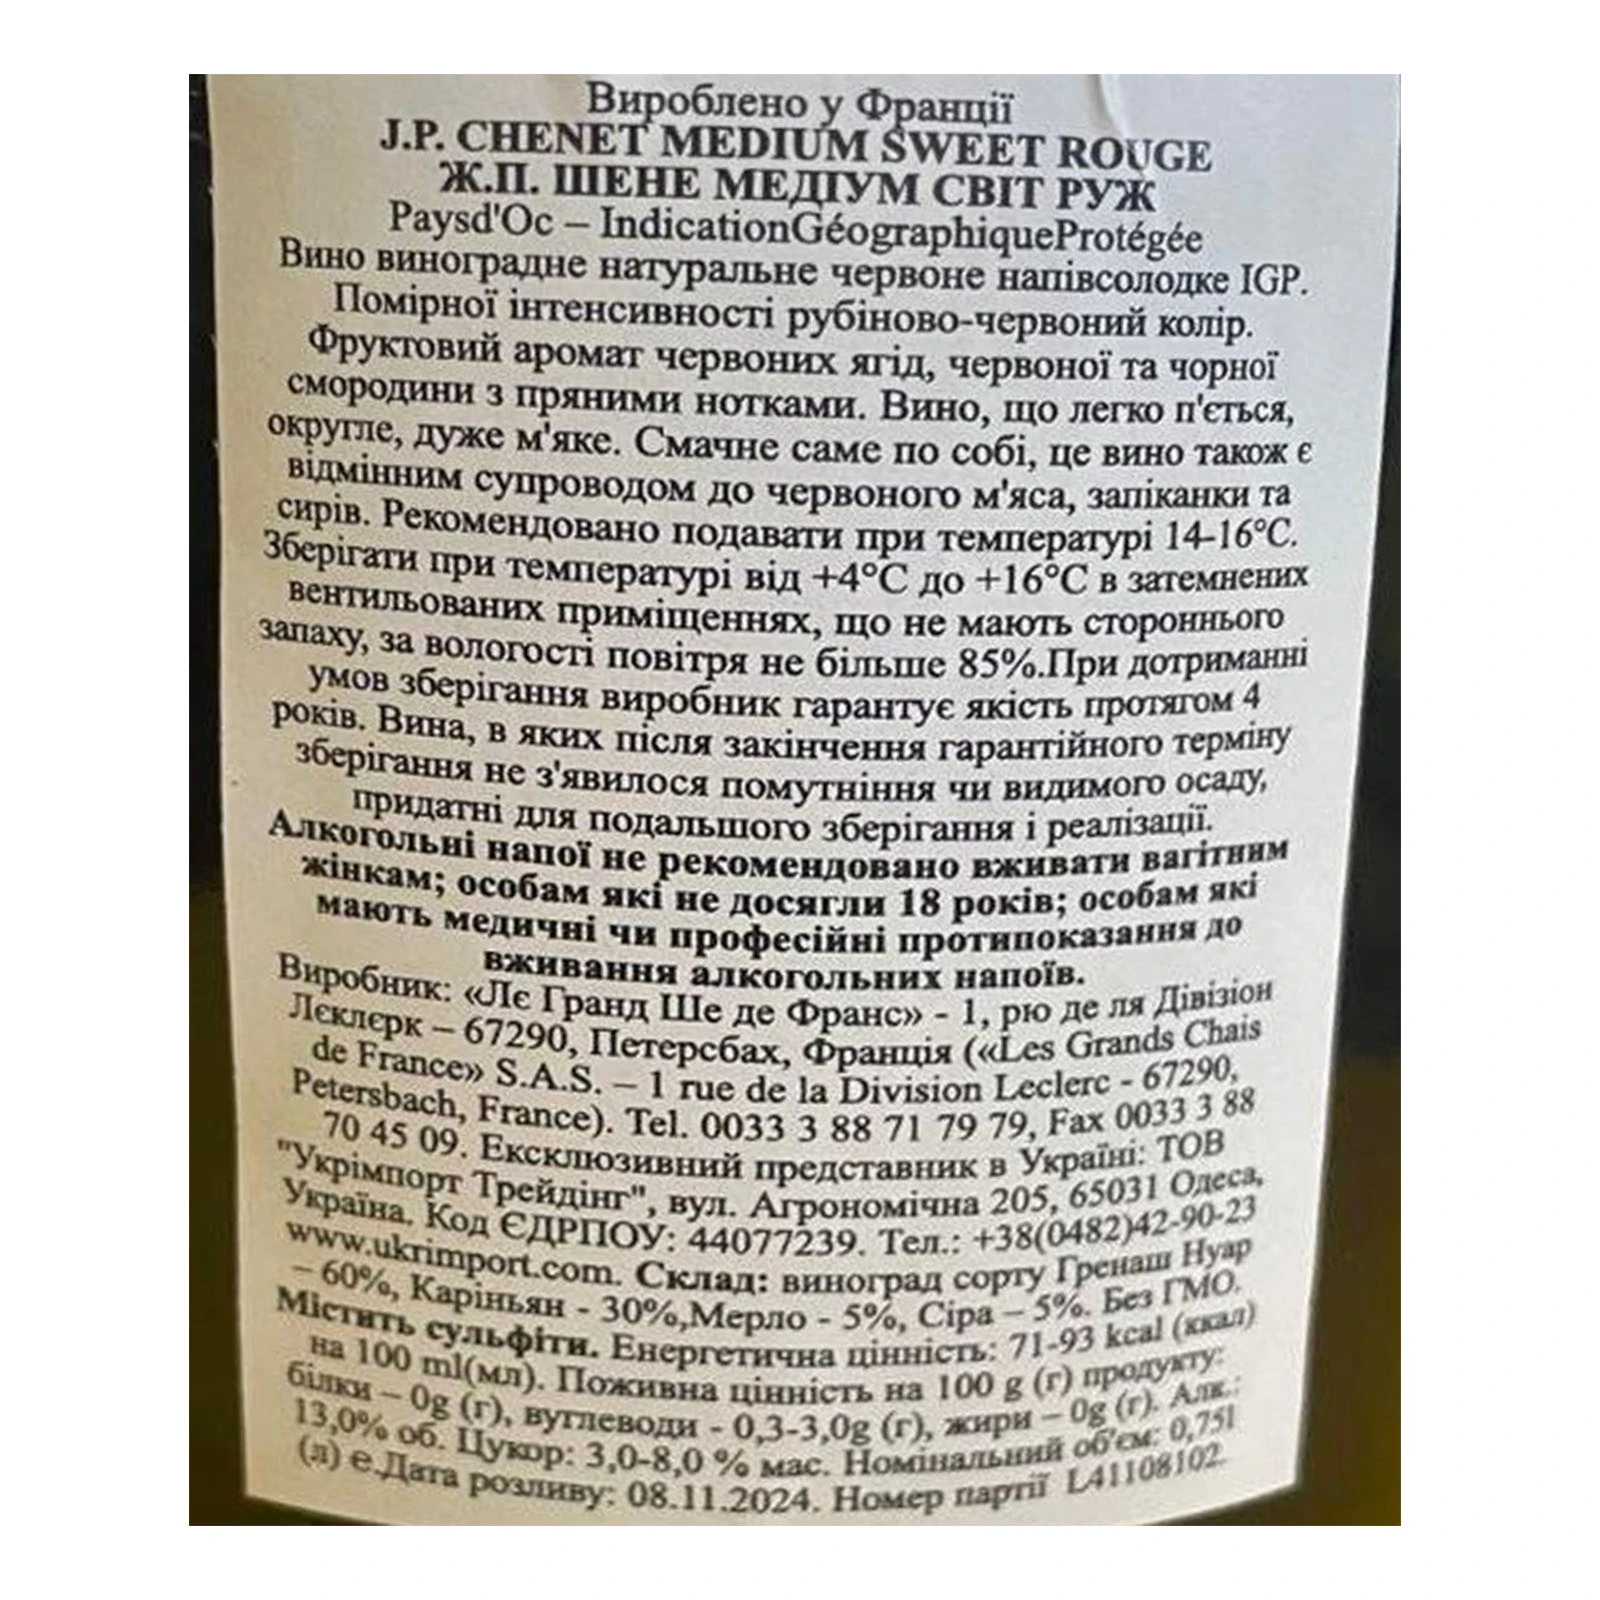 Вироблено у Франції
J.P. CHENET MEDIUM SWEET ROUGE
Ж.П. ШЕНЕ МЕДІУМ СВІТ РУЖ
Paysd'Oc – IndicationGéographiqueProtégée
Вино виноградне натуральне червоне напівсолодке IGP.
Помірної інтенсивності рубіново-червоний колір.
Фруктовий аромат червоних ягід, червоної та чорної
смородини з пряними нотками. Вино, що легко п'ється,
округле, дуже м'яке. Смачне саме по собі, це вино також є
відмінним супроводом до червоного м'яса, запіканки та
сирів. Рекомендовано подавати при температурі 14-16°C.
Зберігати при температурі від +4°C до +16°C в затемнених
вентильованих приміщеннях, що не мають стороннього
запаху, за вологості повітря не більше 85%.При дотриманні
умов зберігання виробник гарантує якість протягом 4
років. Вина, в яких після закінчення гарантійного терміну
зберігання не з'явилося помутніння чи видимого осаду,
придатні для подальшого зберігання і реалізації.
Алкогольні напої не рекомендовано вживати вагітним
жінкам; особам які не досягли 18 років; особам які
мають медичні чи професійні протипоказання до
вживання алкогольних напоїв.
Виробник: «Лє Гранд Ше де Франс» - 1, рю де ля Дівізіон
Лєклєрк – 67290, Петерсбах, Франція («Les Grands Chais
de France» S.A.S. – 1 rue de la Division Leclerc - 67290,
Petersbach, France). Tel. 0033 3 88 71 79 79, Fax 0033 3 88
70 45 09. Ексклюзивний представник в Україні: ТОВ
"Укрімпорт Трейдінг", вул. Агрономічна 205, 65031 Одеса,
Україна. Код ЄДРПОУ: 44077239. Тел.: +38(0482)42-90-23
www.ukrimport.com. Склад: виноград сорту Гренаш Нуар
– 60%, Каріньян - 30%,Мерло - 5%, Сіра – 5%. Без ГМО.
Містить сульфіти. Енергетична цінність: 71-93 kcal (ккал)
на 100 ml(мл). Поживна цінність на 100 g (г) продукту:
білки – 0g (г), вуглеводи - 0,3-3,0g (г), жири – 0g (г). Алк.:
13,0% об. Цукор: 3,0-8,0 % мас. Номінальний об'єм: 0,75l
(л) е.Дата розливу: 08.11.2024. Номер партії L41108102.